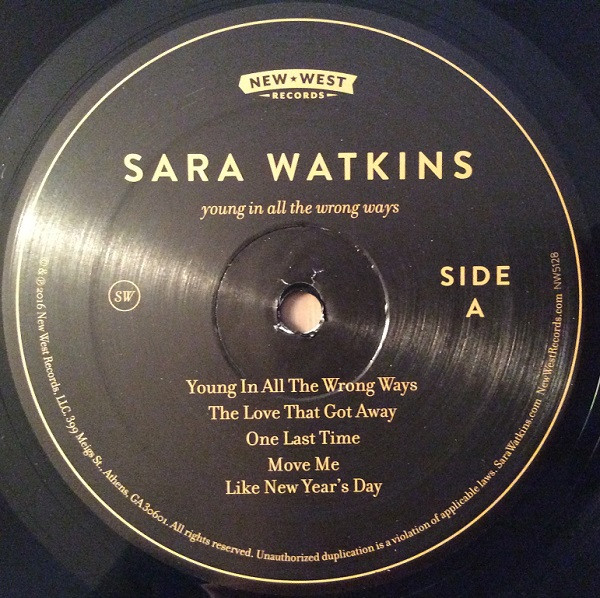 NEW★WEST
RECORDS
SARA WATKINS
young in all the wrong ways
SW
SIDE
A
NW5128
Young In All The Wrong Ways
The Love That Got Away
One Last Time
Move Me
Like New Year's Day
© & ℗ 2016 New West Records, LLC. 399 Meigs St., Athens, GA 30601. All rights reserved. Unauthorized duplication is a violation of applicable laws. SaraWatkins.com NewWestRecords.com